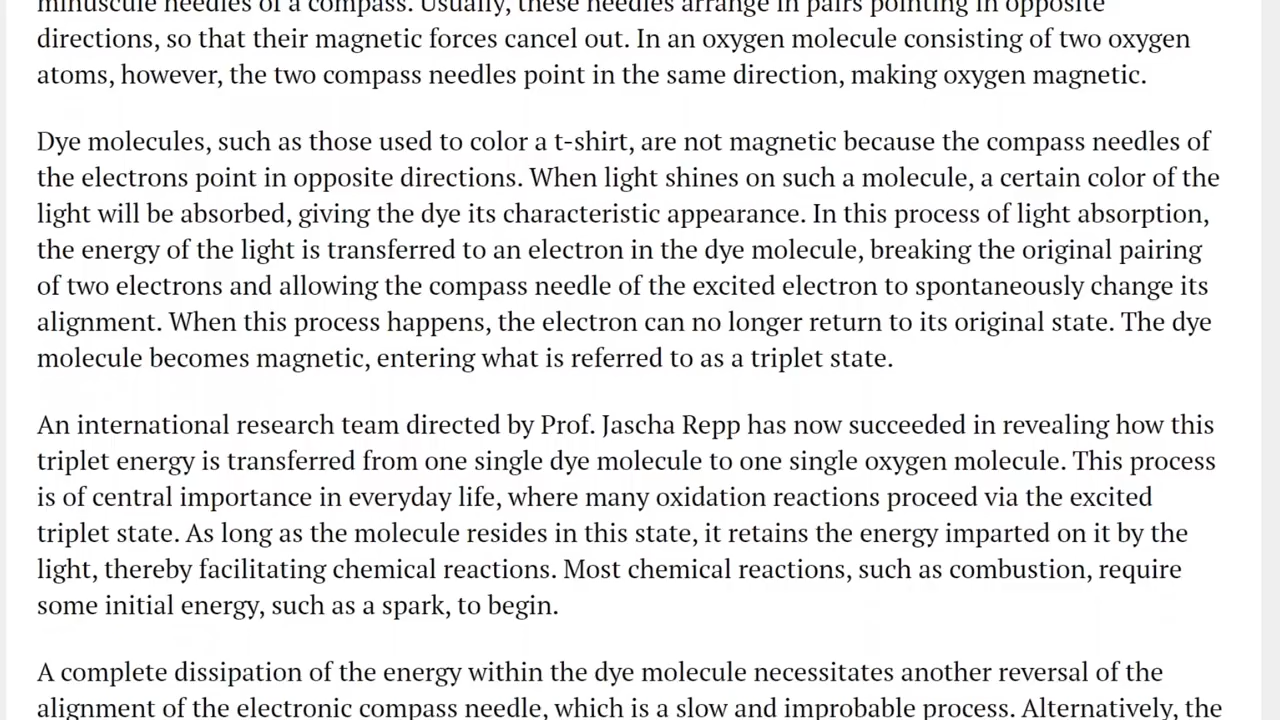 minuscule needles of a compass. Usually, these needles arrange in pairs pointing in opposite
directions, so that their magnetic forces cancel out. In an oxygen molecule consisting of two oxygen
atoms, however, the two compass needles point in the same direction, making oxygen magnetic.
Dye molecules, such as those used to color a t-shirt, are not magnetic because the compass needles of
the electrons point in opposite directions. When light shines on such a molecule, a certain color of the
light will be absorbed, giving the dye its characteristic appearance. In this process of light absorption,
the energy of the light is transferred to an electron in the dye molecule, breaking the original pairing
of two electrons and allowing the compass needle of the excited electron to spontaneously change its
alignment. When this process happens, the electron can no longer return to its original state. The dye
molecule becomes magnetic, entering what is referred to as a triplet state.
An international research team directed by Prof. Jascha Repp has now succeeded in revealing how this
triplet energy is transferred from one single dye molecule to one single oxygen molecule. This process
is of central importance in everyday life, where many oxidation reactions proceed via the excited
triplet state. As long as the molecule resides in this state, it retains the energy imparted on it by the
light, thereby facilitating chemical reactions. Most chemical reactions, such as combustion, require
some initial energy, such as a spark, to begin.
A complete dissipation of the energy within the dye molecule necessitates another reversal of the
alignment of the electronic compass needle, which is a slow and improbable process. Alternatively, the